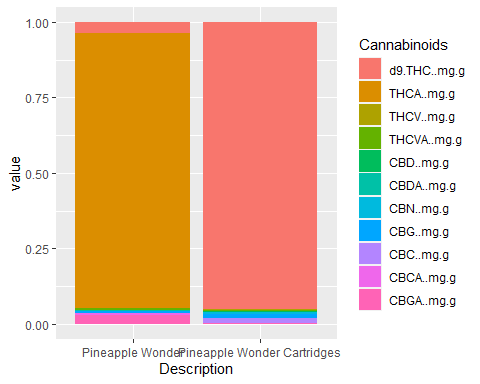 1.00
0.75
0.50
0.25
0.00
value
Pineapple Wonder
Pineapple Wonder Cartridges
Description
Cannabinoids
d9.THC..mg.g
THCA..mg.g
THCV..mg.g
THCVA..mg.g
CBD..mg.g
CBDA..mg.g
CBN..mg.g
CBG..mg.g
CBC..mg.g
CBCA..mg.g
CBGA..mg.g